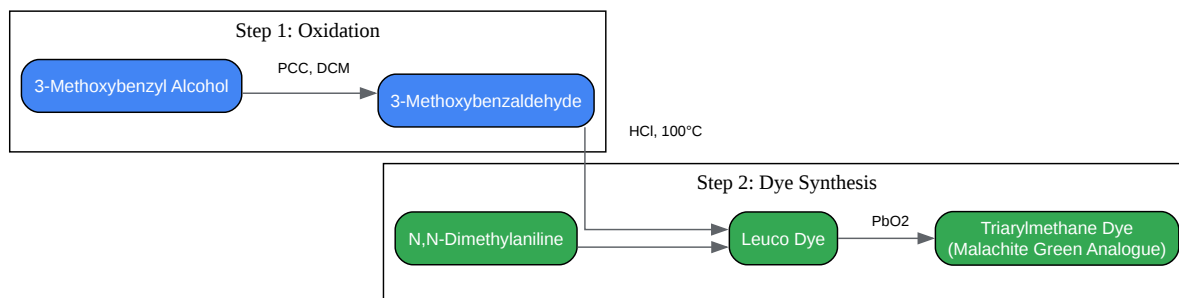 Step 1: Oxidation
3-Methoxybenzyl Alcohol
PCC, DCM
3-Methoxybenzaldehyde
HCl, 100°C
Step 2: Dye Synthesis
N,N-Dimethylaniline
Leuco Dye
PbO2
Triarylmethane Dye
(Malachite Green Analogue)